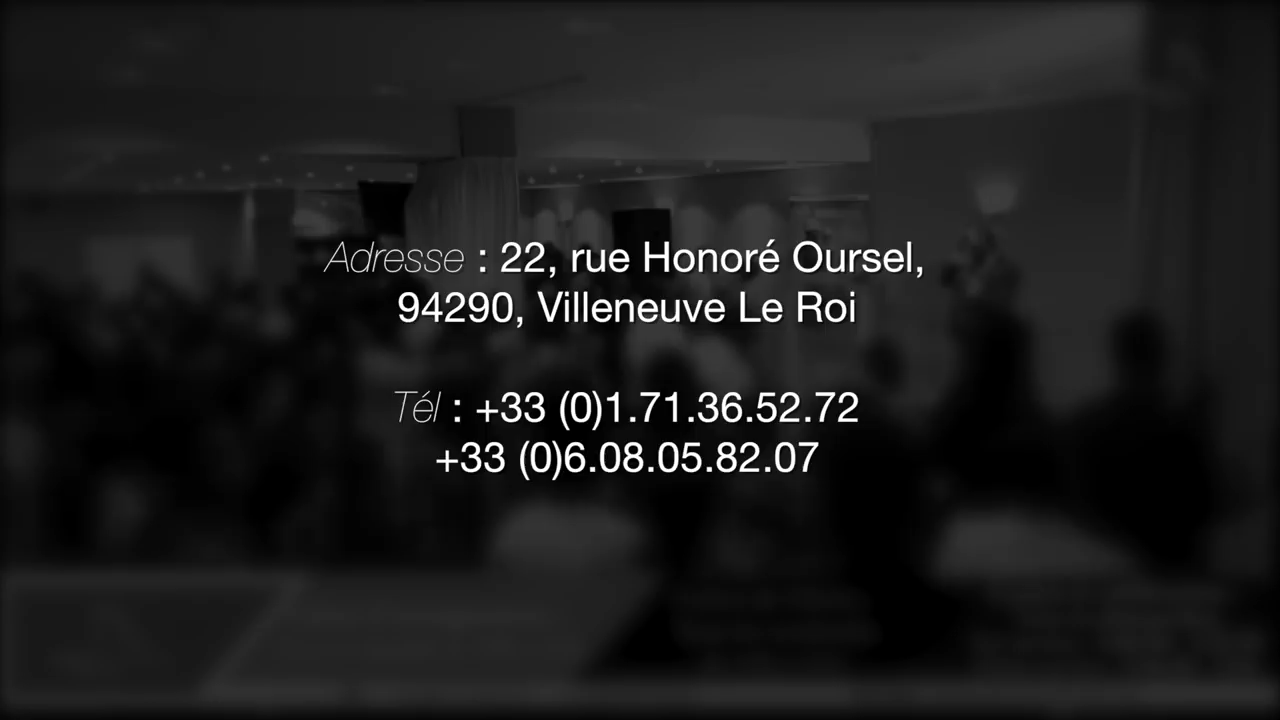 Adresse : 22, rue Honoré Oursel,
94290, Villeneuve Le Roi
Tél : +33 (0)1.71.36.52.72
+33 (0)6.08.05.82.07